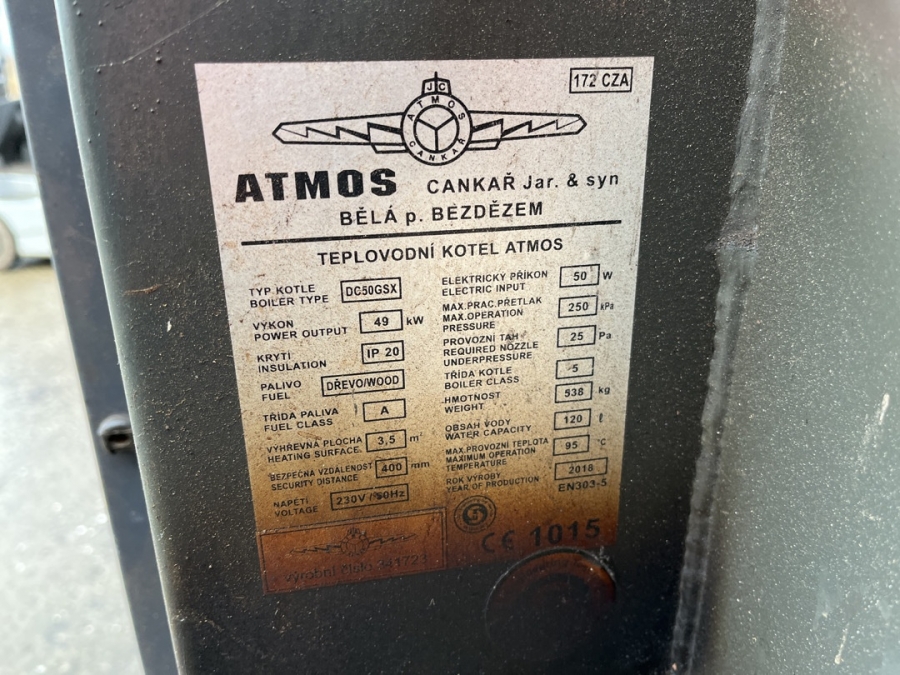 172 CZA
JC
ATMOS
CANKAŘ
ATMOS CANKAŘ Jar. & syn
BĚLÁ p. BEZDĚZEM
TEPLOVODNÍ KOTEL ATMOS
TYP KOTLE
BOILER TYPE DC50GSX
VÝKON
POWER OUTPUT 49 kW
KRYTÍ
INSULATION IP 20
PALIVO
FUEL DŘEVO/WOOD
TŘÍDA PALIVA
FUEL CLASS A
VÝHŘEVNÁ PLOCHA
HEATING SURFACE 3,5 m²
BEZPEČNÁ VZDÁLENOST
SECURITY DISTANCE 400 mm
NAPĚTÍ
VOLTAGE 230V / 50Hz
ELEKTRICKÝ PŘÍKON
ELECTRIC INPUT 50 W
MAX.PRAC.PŘETLAK
MAX.OPERATION
PRESSURE 250 kPa
PROVOZNÍ TAH
REQUIRED NOZZLE
UNDERPRESSURE 25 Pa
TŘÍDA KOTLE
BOILER CLASS 5
HMOTNOST
WEIGHT 538 kg
OBSAH VODY
WATER CAPACITY 120 ℓ
MAX.PROVOZNÍ TEPLOTA
MAXIMUM OPERATION
TEMPERATURE 95 °C
ROK VÝROBY
YEAR OF PRODUCTION 2018
EN303-5
CE 1015
výrobní číslo 341723